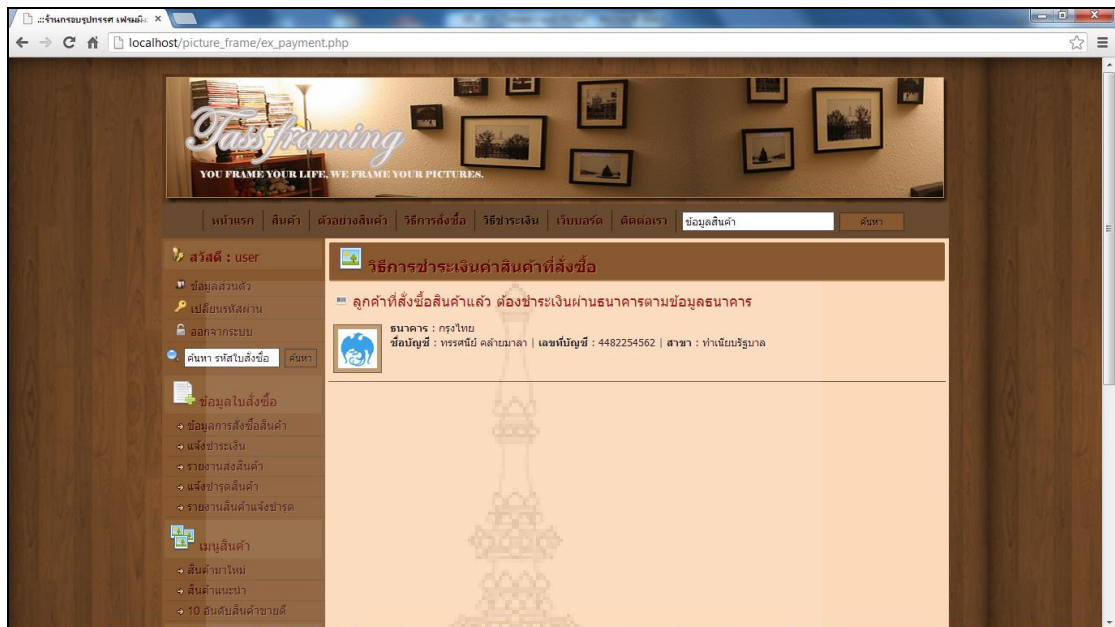 ..::ร้านกรอบรูปทรรศ เฟรมมิ่ง
localhost/picture_frame/ex_payment.php
Tass framing
YOU FRAME YOUR LIFE, WE FRAME YOUR PICTURES.
หน้าแรก สินค้า ตัวอย่างสินค้า วิธีการสั่งซื้อ วิธีชำระเงิน เว็บบอร์ด ติดต่อเรา ข้อมูลสินค้า ค้นหา
สวัสดี : user
ข้อมูลส่วนตัว
เปลี่ยนรหัสผ่าน
ออกจากระบบ
ค้นหา รหัสใบสั่งซื้อ ค้นหา
ข้อมูลใบสั่งซื้อ
ข้อมูลการสั่งซื้อสินค้า
แจ้งชำระเงิน
รายงานส่งสินค้า
แจ้งชำรุดสินค้า
รายงานสินค้าแจ้งชำรุด
เมนูสินค้า
สินค้ามาใหม่
สินค้าแนะนำ
10 อันดับสินค้าขายดี
วิธีการชำระเงินค่าสินค้าที่สั่งซื้อ
ลูกค้าที่สั่งซื้อสินค้าแล้ว ต้องชำระเงินผ่านธนาคารตามข้อมูลธนาคาร
ธนาคาร : กรุงไทย
ชื่อบัญชี : ทรรศนีย์ คล้ายมาลา | เลขที่บัญชี : 4482254562 | สาขา : ทำเนียบรัฐบาล